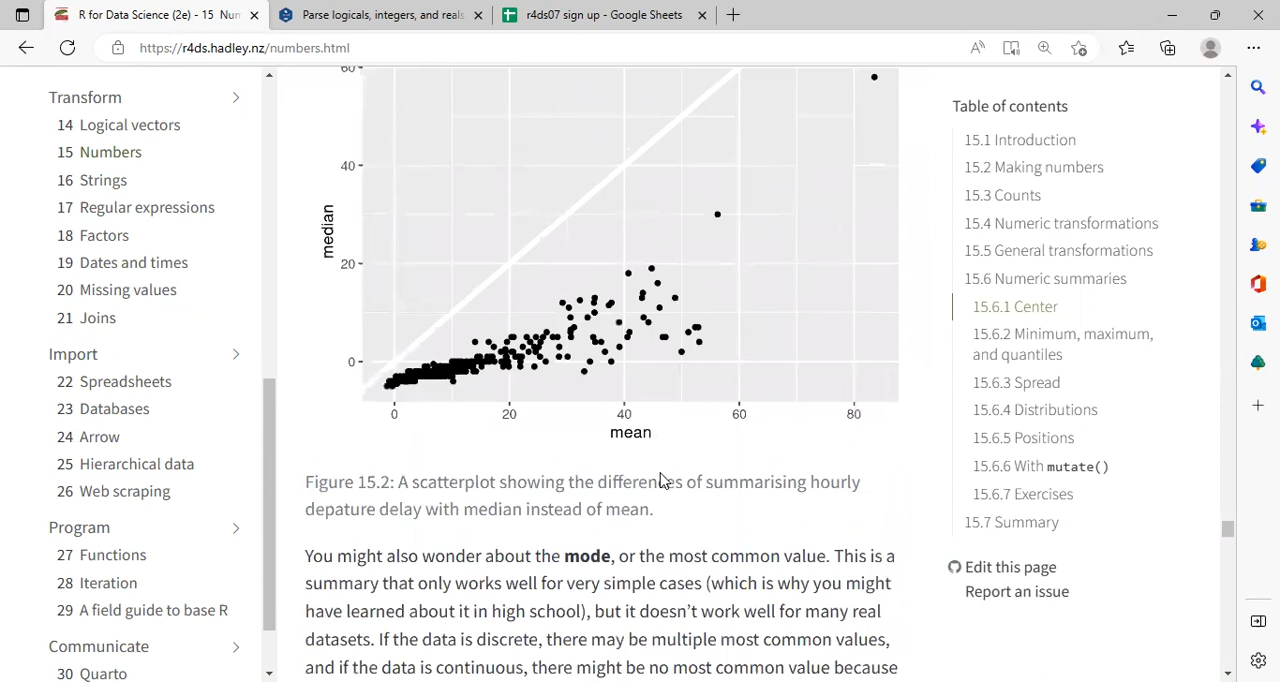 R for Data Science (2e) - 15 Num
Parse logicals, integers, and reals
r4ds07 sign up - Google Sheets
https://r4ds.hadley.nz/numbers.html
Transform
14 Logical vectors
15 Numbers
16 Strings
17 Regular expressions
18 Factors
19 Dates and times
20 Missing values
21 Joins
Import
22 Spreadsheets
23 Databases
24 Arrow
25 Hierarchical data
26 Web scraping
Program
27 Functions
28 Iteration
29 A field guide to base R
Communicate
30 Quarto
60
40
20
0
median
0 20 40 60 80
mean
Figure 15.2: A scatterplot showing the differences of summarising hourly
depature delay with median instead of mean.
You might also wonder about the mode, or the most common value. This is a
summary that only works well for very simple cases (which is why you might
have learned about it in high school), but it doesn't work well for many real
datasets. If the data is discrete, there may be multiple most common values,
and if the data is continuous, there might be no most common value because
Table of contents
15.1 Introduction
15.2 Making numbers
15.3 Counts
15.4 Numeric transformations
15.5 General transformations
15.6 Numeric summaries
15.6.1 Center
15.6.2 Minimum, maximum,
and quantiles
15.6.3 Spread
15.6.4 Distributions
15.6.5 Positions
15.6.6 With mutate()
15.6.7 Exercises
15.7 Summary
Edit this page
Report an issue